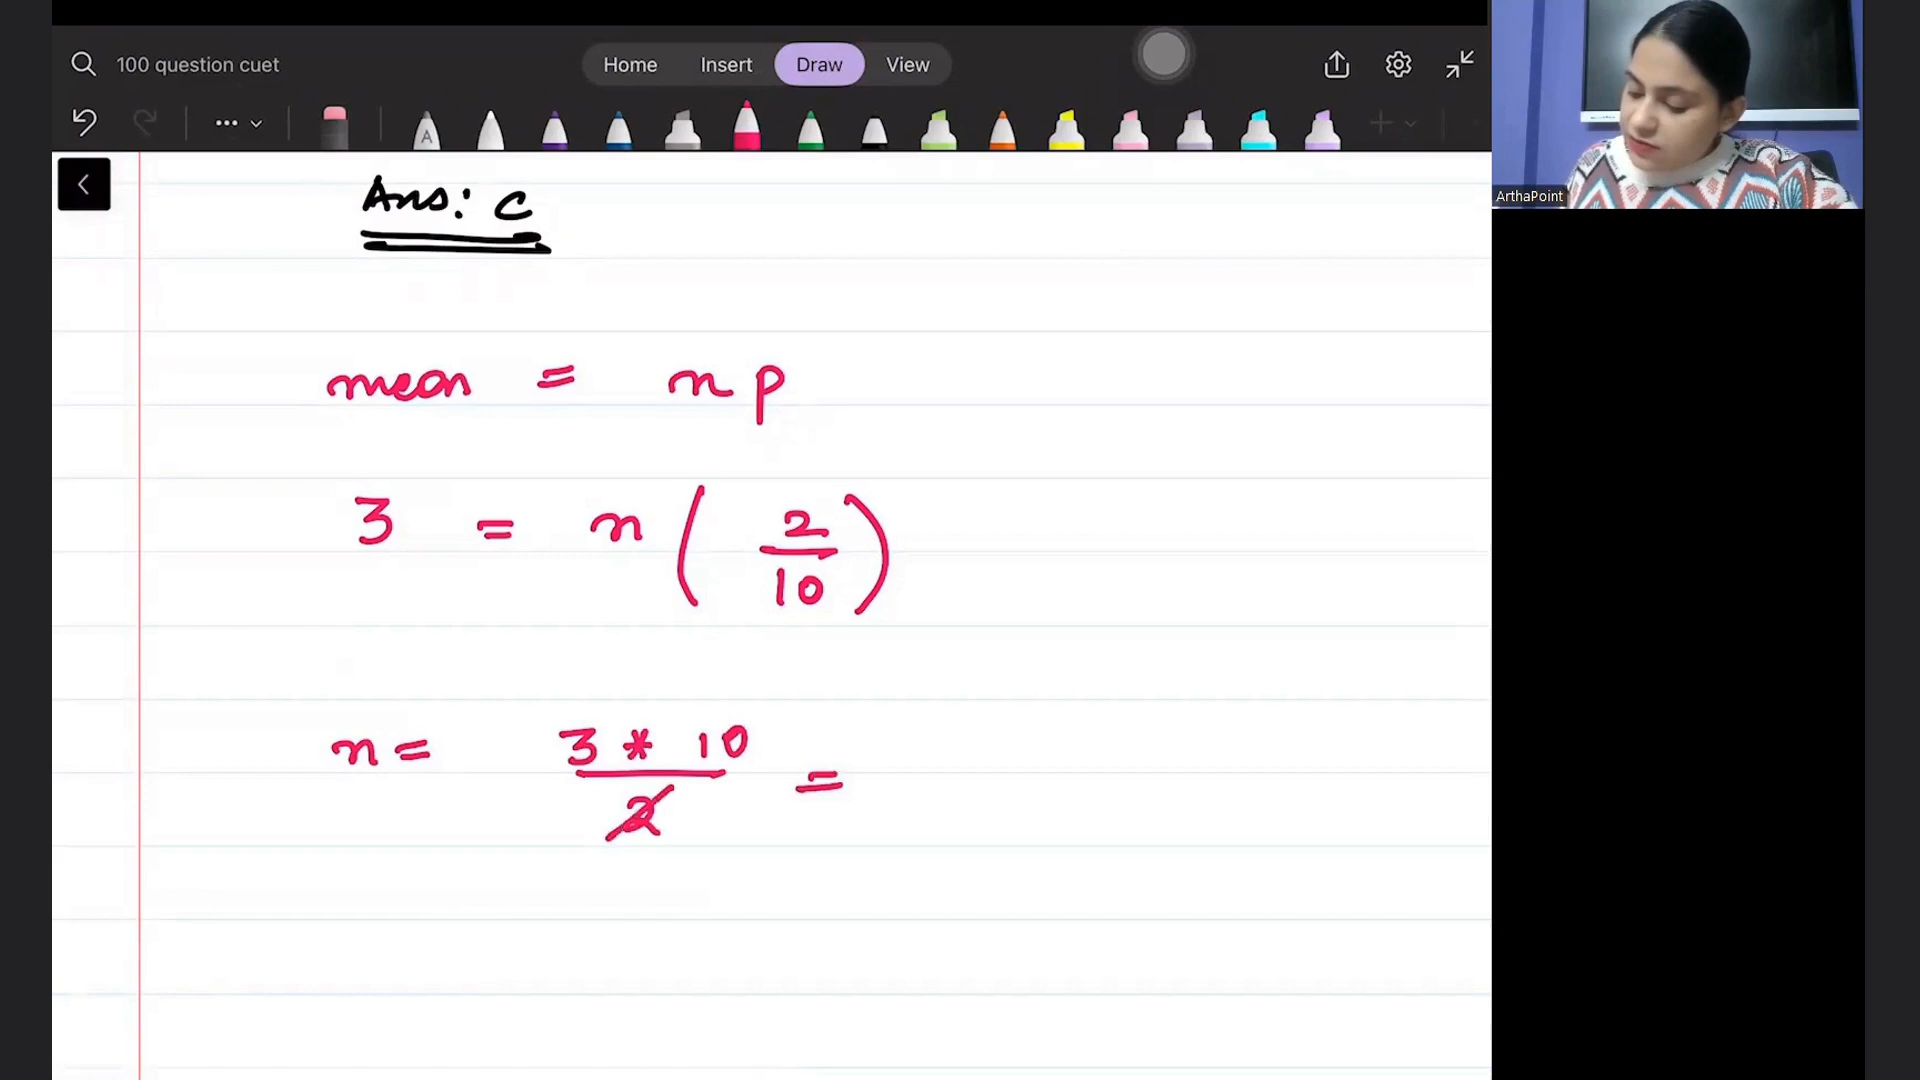 100 question cuet
Home Insert Draw View
A
ArthaPoint
Ans: C
mean = np
3 = n ( 2/10 )
n = 3 * 10 / 2 =